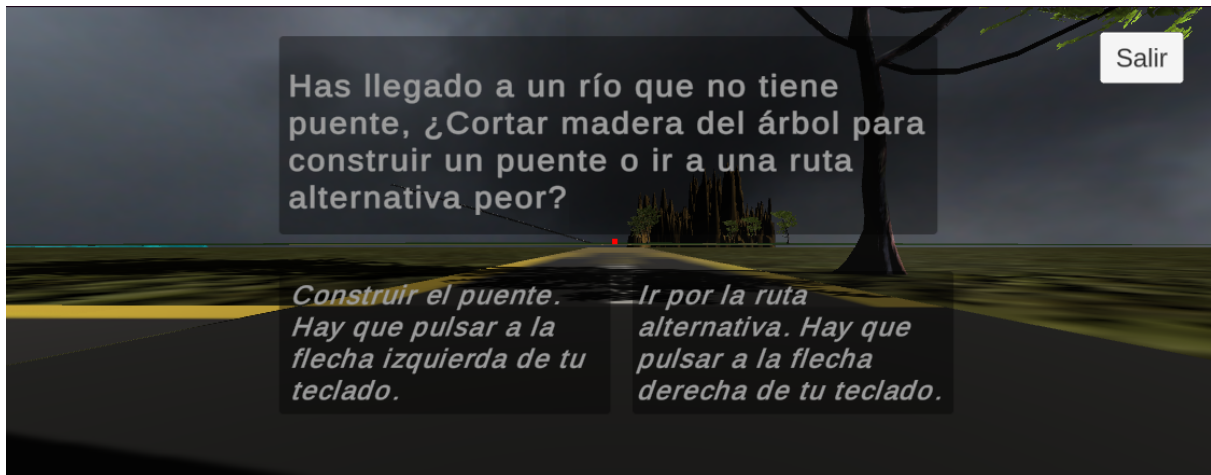 Salir
Has llegado a un río que no tiene
puente, ¿Cortar madera del árbol para
construir un puente o ir a una ruta
alternativa peor?
Construir el puente.
Hay que pulsar a la
flecha izquierda de tu
teclado.
Ir por la ruta
alternativa. Hay que
pulsar a la flecha
derecha de tu teclado.